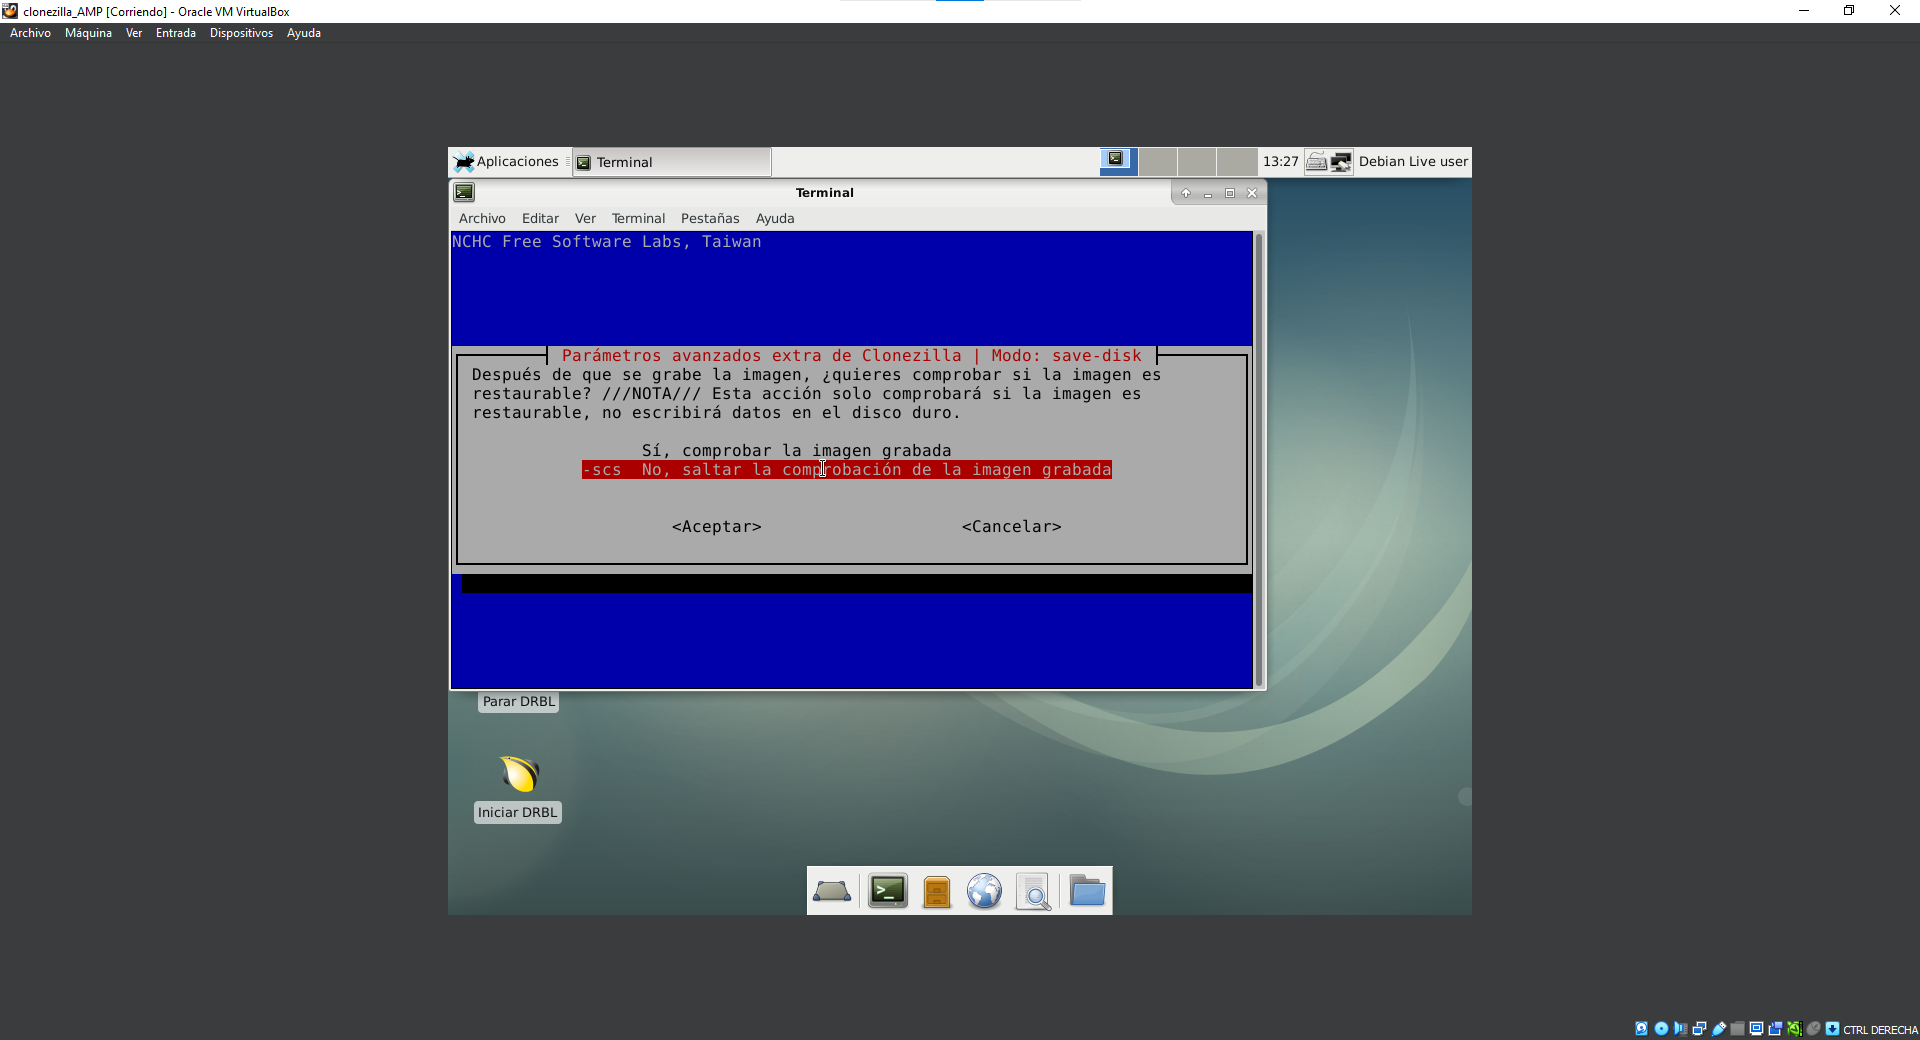 clonezilla_AMP [Corriendo] - Oracle VM VirtualBox
Archivo Máquina Ver Entrada Dispositivos Ayuda
Aplicaciones Terminal 13:27 Debian Live user
Terminal
Archivo Editar Ver Terminal Pestañas Ayuda
NCHC Free Software Labs, Taiwan
Parámetros avanzados extra de Clonezilla | Modo: save-disk
Después de que se grabe la imagen, ¿quieres comprobar si la imagen es
restaurable? ///NOTA/// Esta acción solo comprobará si la imagen es
restaurable, no escribirá datos en el disco duro.
Sí, comprobar la imagen grabada
-scs No, saltar la comprobación de la imagen grabada
<Aceptar> <Cancelar>
Parar DRBL
Iniciar DRBL
CTRL DERECHA